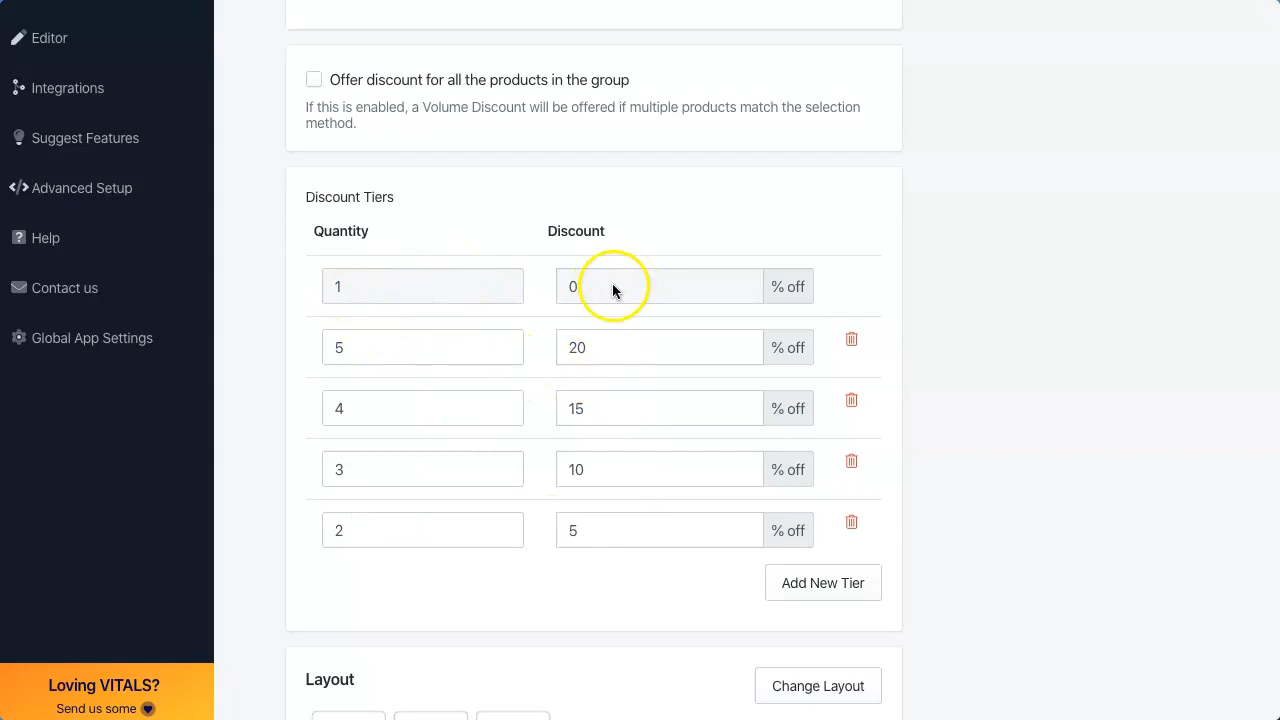 Editor
Integrations
Suggest Features
Advanced Setup
Help
Contact us
Global App Settings
Loving VITALS?
Send us some
Offer discount for all the products in the group
If this is enabled, a Volume Discount will be offered if multiple products match the selection
method.
Discount Tiers
Quantity Discount
1 0 % off
5 20 % off
4 15 % off
3 10 % off
2 5 % off
Add New Tier
Layout
Change Layout